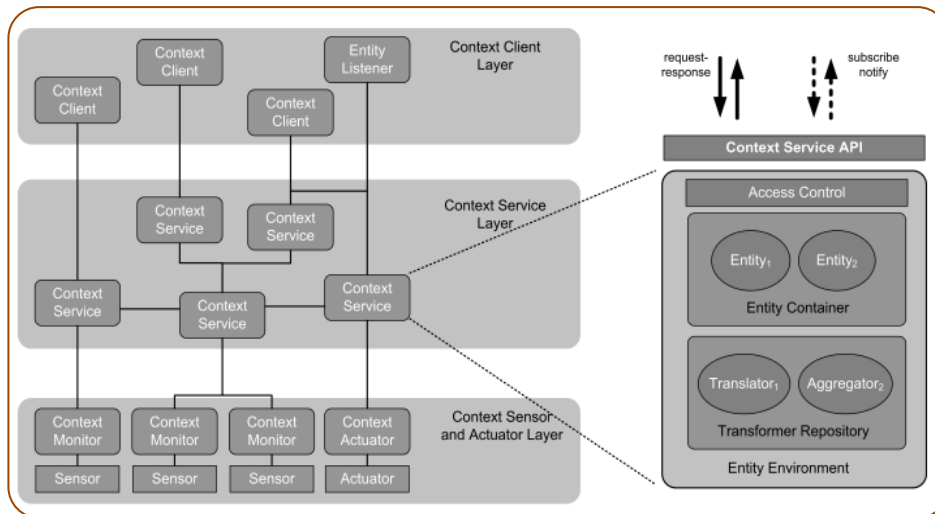 Context
Client
Context
Client
Entity
Listener
Context
Client
Context Client
Layer
Context
Service
Context
Service
Context Service
Layer
Context
Service
Context
Service
Context
Service
Context
Monitor
Context
Monitor
Context
Monitor
Context
Actuator
Context Sensor
and Actuator Layer
Sensor
Sensor
Sensor
Actuator
request-
response
subscribe
notify
Context Service API
Access Control
Entity1
Entity2
Entity Container
Translator1
Aggregator2
Transformer Repository
Entity Environment